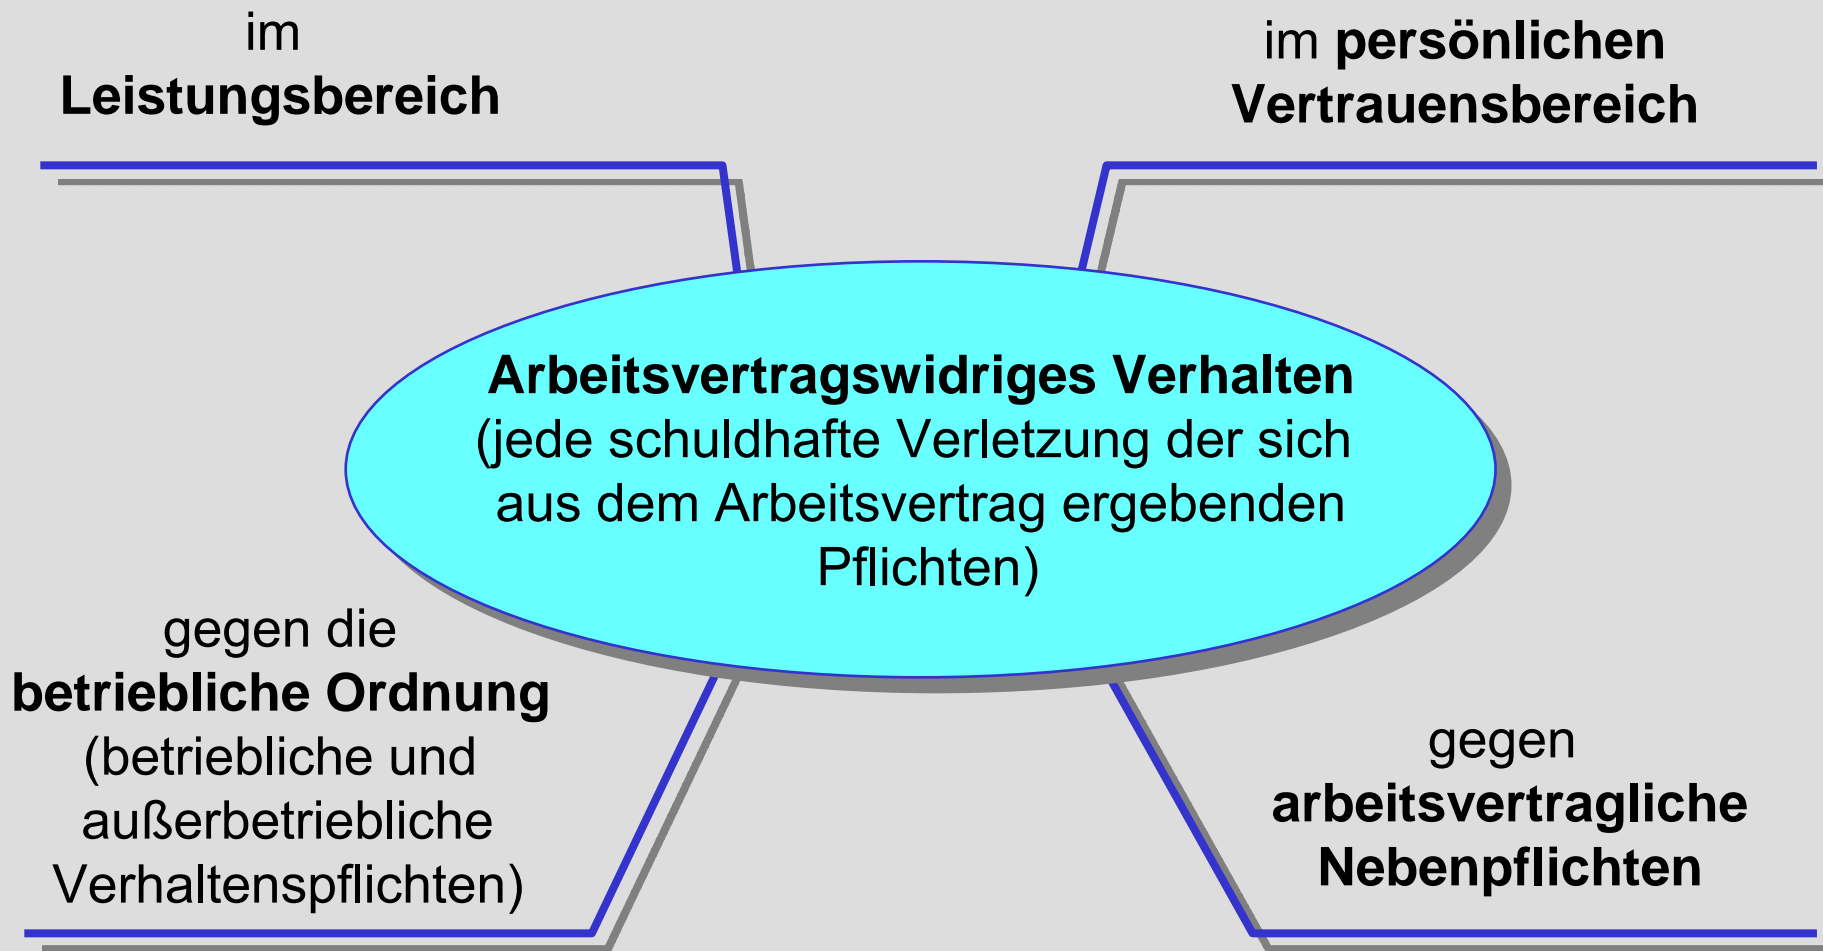 im
Leistungsbereich
im persönlichen
Vertrauensbereich
Arbeitsvertragswidriges Verhalten
(jede schuldhafte Verletzung der sich
aus dem Arbeitsvertrag ergebenden
Pflichten)
gegen die
betriebliche Ordnung
(betriebliche und
außerbetriebliche
Verhaltenspflichten)
gegen
arbeitsvertragliche
Nebenpflichten